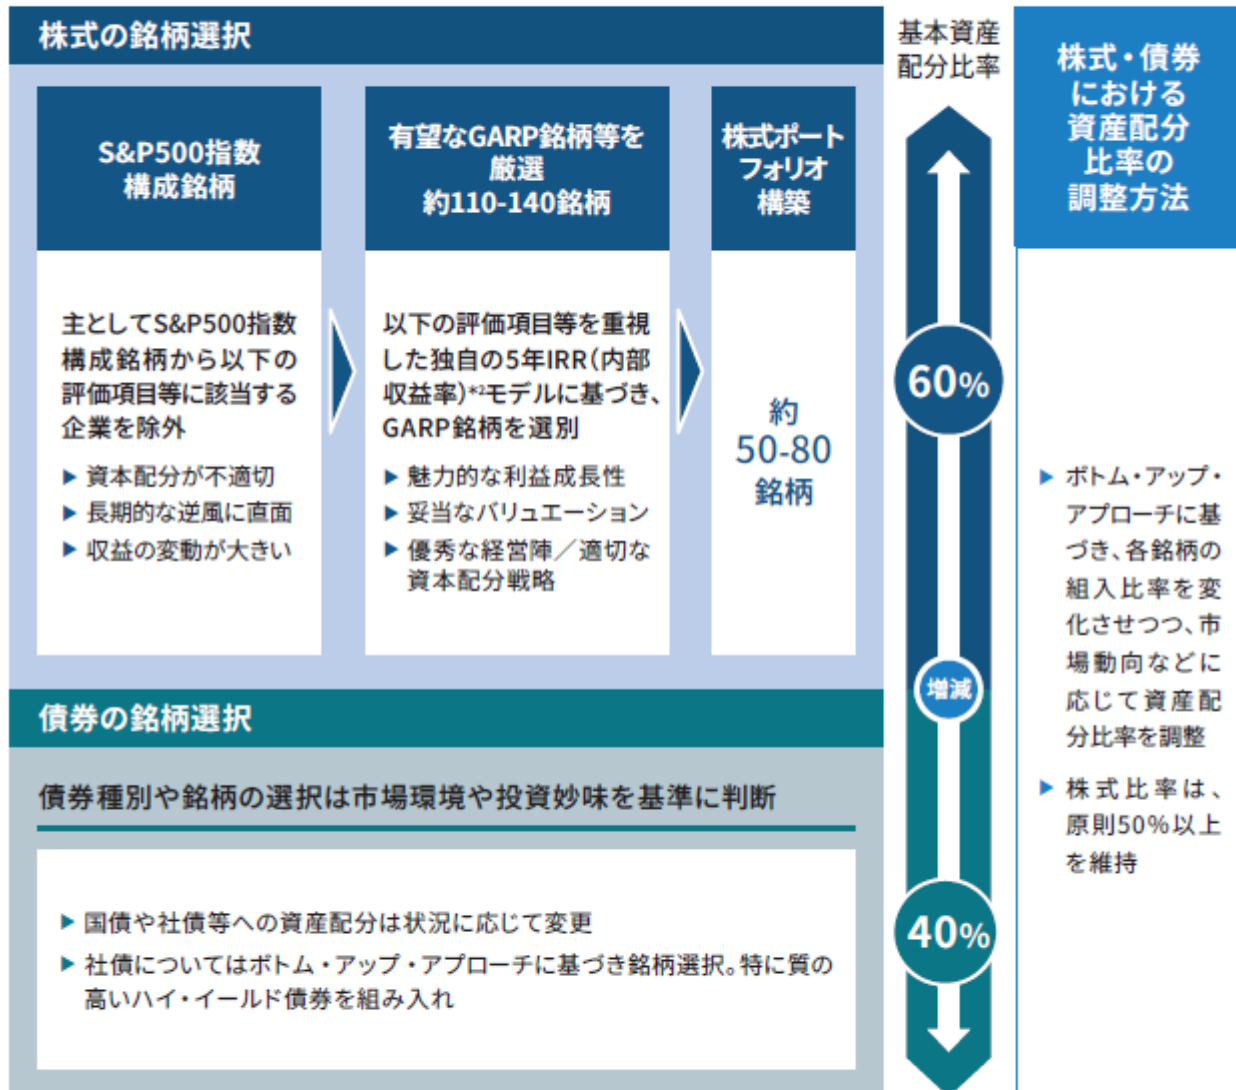 株式の銘柄選択
S&P500指数
構成銘柄
主としてS&P500指数
構成銘柄から以下の
評価項目等に該当する
企業を除外
▶ 資本配分が不適切
▶ 長期的な逆風に直面
▶ 収益の変動が大きい
有望なGARP銘柄等を
厳選
約110-140銘柄
以下の評価項目等を重視
した独自の5年IRR(内部
収益率)*2モデルに基づき、
GARP銘柄を選別
▶ 魅力的な利益成長性
▶ 妥当なバリュエーション
▶ 優秀な経営陣／適切な
資本配分戦略
株式ポート
フォリオ
構築
約
50-80
銘柄
債券の銘柄選択
債券種別や銘柄の選択は市場環境や投資妙味を基準に判断
▶ 国債や社債等への資産配分は状況に応じて変更
▶ 社債についてはボトム・アップ・アプローチに基づき銘柄選択。特に質の
高いハイ・イールド債券を組み入れ
基本資産
配分比率
60%
増減
40%
株式・債券
における
資産配分
比率の
調整方法
▶ ボトム・アップ・
アプローチに基
づき、各銘柄の
組入比率を変
化させつつ、市
場動向などに
応じて資産配
分比率を調整
▶ 株式比率は、
原則50%以上
を維持